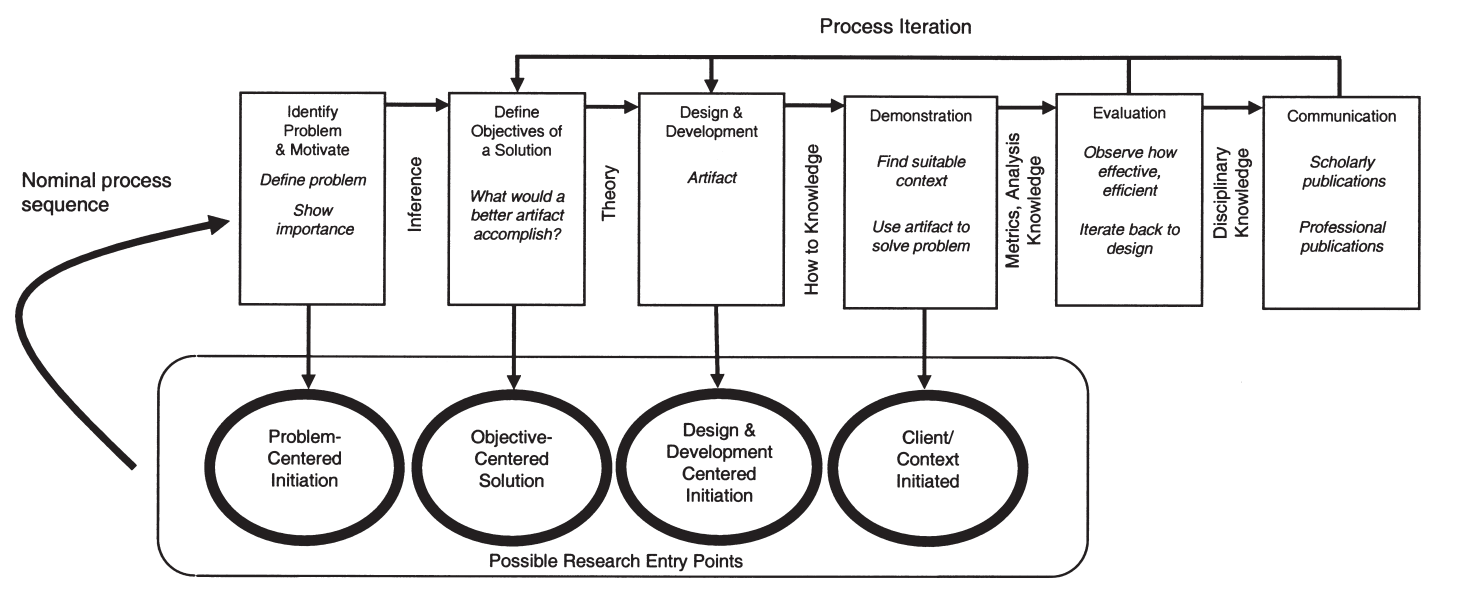 Process Iteration
Nominal process
sequence
Identify
Problem
& Motivate
Define problem
Show
importance
Inference
Define
Objectives of
a Solution
What would a
better artifact
accomplish?
Theory
Design &
Development
Artifact
How to Knowledge
Demonstration
Find suitable
context
Use artifact to
solve problem
Metrics, Analysis
Knowledge
Evaluation
Observe how
effective,
efficient
Iterate back to
design
Disciplinary
Knowledge
Communication
Scholarly
publications
Professional
publications
Problem-
Centered
Initiation
Objective-
Centered
Solution
Design &
Development
Centered
Initiation
Client/
Context
Initiated
Possible Research Entry Points